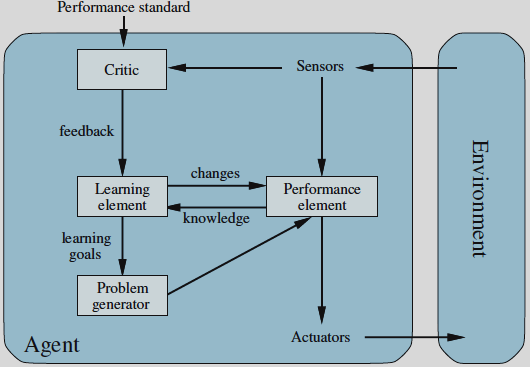 Performance standard
Critic
Sensors
feedback
changes
Learning
element
Performance
element
knowledge
learning
goals
Problem
generator
Actuators
Agent
Environment